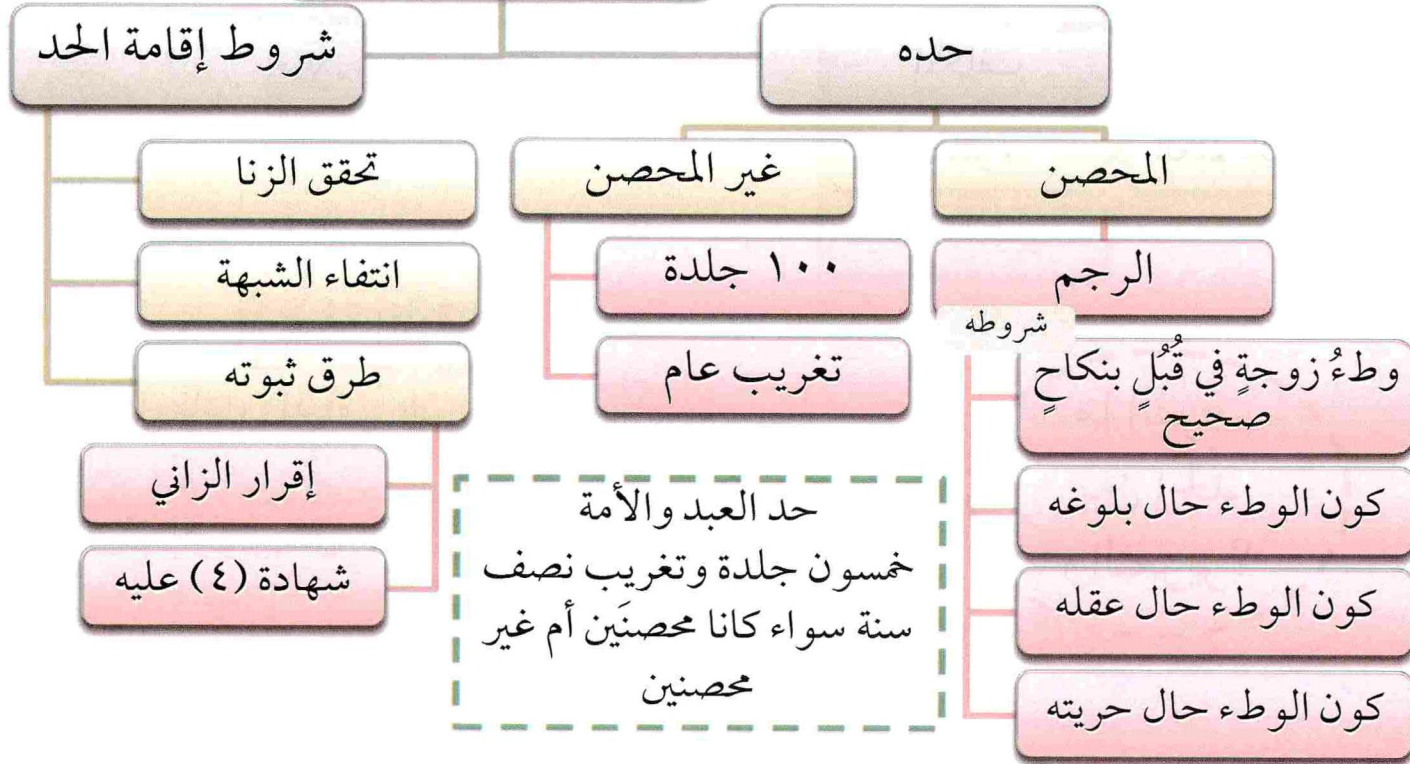 حده
المحصن
الرجم
شروطه
وطءُ زوجةٍ في قُبُلٍ بنكاحٍ
صحيح
كون الوطء حال بلوغه
كون الوطء حال عقله
كون الوطء حال حريته
غير المحصن
١٠٠ جلدة
تغريب عام
شروط إقامة الحد
تحقق الزنا
انتفاء الشبهة
طرق ثبوته
إقرار الزاني
شهادة (٤) عليه
حد العبد والأمة
خمسون جلدة وتغريب نصف
سنة سواء كانا محصنَين أم غير
محصنين